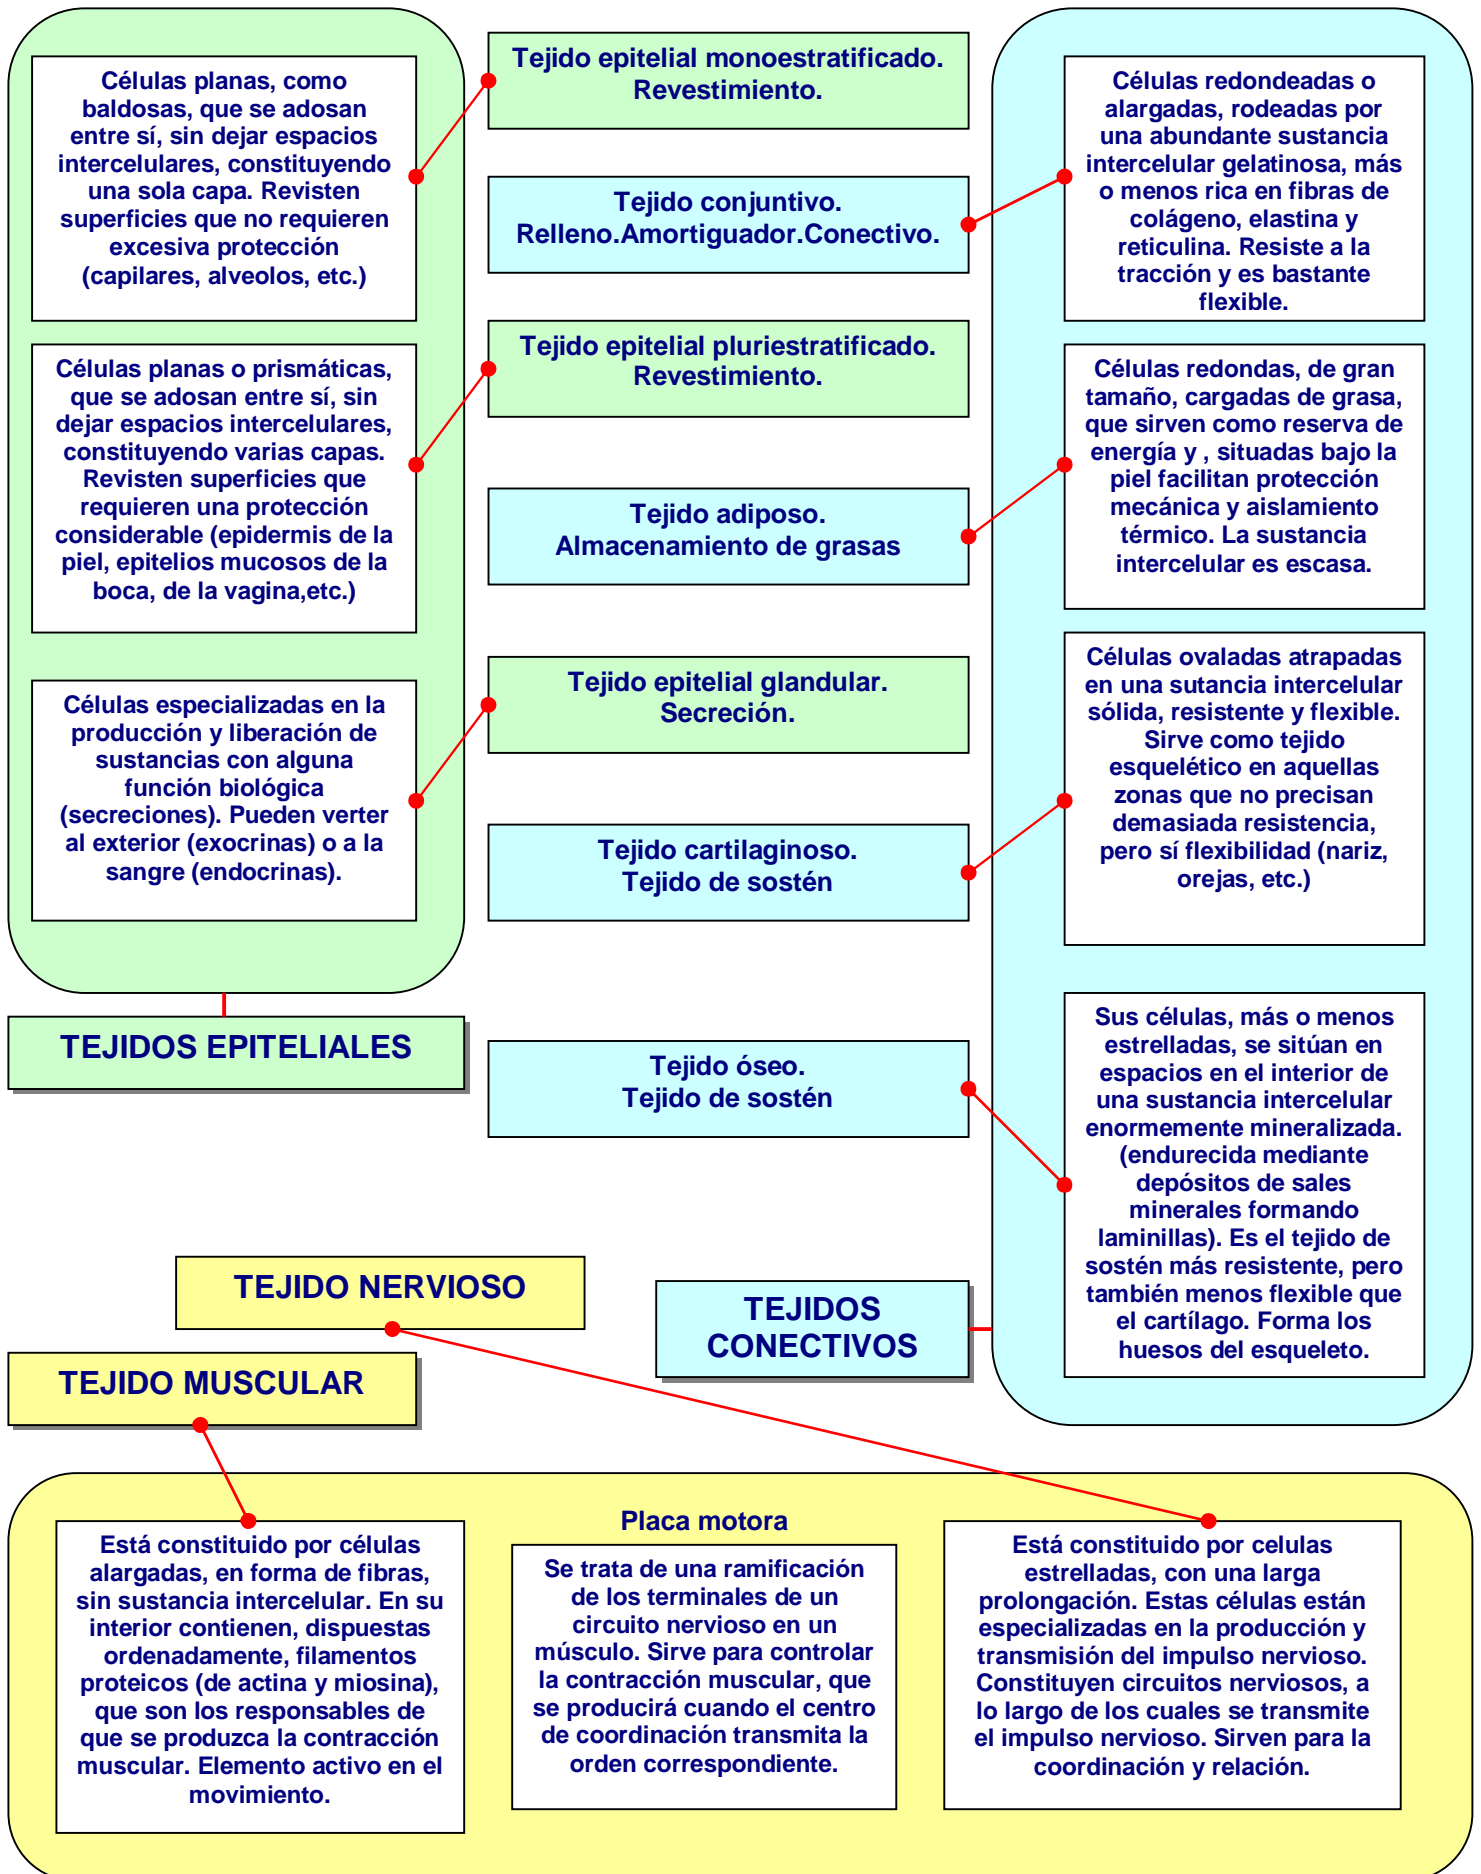 Células planas, como
baldosas, que se adosan
entre sí, sin dejar espacios
intercelulares, constituyendo
una sola capa. Revisten
superficies que no requieren
excesiva protección
(capilares, alveolos, etc.)
Células planas o prismáticas,
que se adosan entre sí, sin
dejar espacios intercelulares,
constituyendo varias capas.
Revisten superficies que
requieren una protección
considerable (epidermis de la
piel, epitelios mucosos de la
boca, de la vagina,etc.)
Células especializadas en la
producción y liberación de
sustancias con alguna
función biológica
(secreciones). Pueden verter
al exterior (exocrinas) o a la
sangre (endocrinas).
TEJIDOS EPITELIALES
Tejido epitelial monoestratificado.
Revestimiento.
Tejido conjuntivo.
Relleno.Amortiguador.Conectivo.
Tejido epitelial pluriestratificado.
Revestimiento.
Tejido adiposo.
Almacenamiento de grasas
Tejido epitelial glandular.
Secreción.
Tejido cartilaginoso.
Tejido de sostén
Tejido óseo.
Tejido de sostén
Células redondeadas o
alargadas, rodeadas por
una abundante sustancia
intercelular gelatinosa, más
o menos rica en fibras de
colágeno, elastina y
reticulina. Resiste a la
tracción y es bastante
flexible.
Células redondas, de gran
tamaño, cargadas de grasa,
que sirven como reserva de
energía y , situadas bajo la
piel facilitan protección
mecánica y aislamiento
térmico. La sustancia
intercelular es escasa.
Células ovaladas atrapadas
en una sutancia intercelular
sólida, resistente y flexible.
Sirve como tejido
esquelético en aquellas
zonas que no precisan
demasiada resistencia,
pero sí flexibilidad (nariz,
orejas, etc.)
Sus células, más o menos
estrelladas, se sitúan en
espacios en el interior de
una sustancia intercelular
enormemente mineralizada.
(endurecida mediante
depósitos de sales
minerales formando
laminillas). Es el tejido de
sostén más resistente, pero
también menos flexible que
el cartílago. Forma los
huesos del esqueleto.
TEJIDO NERVIOSO
TEJIDOS
CONECTIVOS
TEJIDO MUSCULAR
Está constituido por células
alargadas, en forma de fibras,
sin sustancia intercelular. En su
interior contienen, dispuestas
ordenadamente, filamentos
proteicos (de actina y miosina),
que son los responsables de
que se produzca la contracción
muscular. Elemento activo en el
movimiento.
Placa motora
Se trata de una ramificación
de los terminales de un
circuito nervioso en un
músculo. Sirve para controlar
la contracción muscular, que
se producirá cuando el centro
de coordinación transmita la
orden correspondiente.
Está constituido por celulas
estrelladas, con una larga
prolongación. Estas células están
especializadas en la producción y
transmisión del impulso nervioso.
Constituyen circuitos nerviosos, a
lo largo de los cuales se transmite
el impulso nervioso. Sirven para la
coordinación y relación.